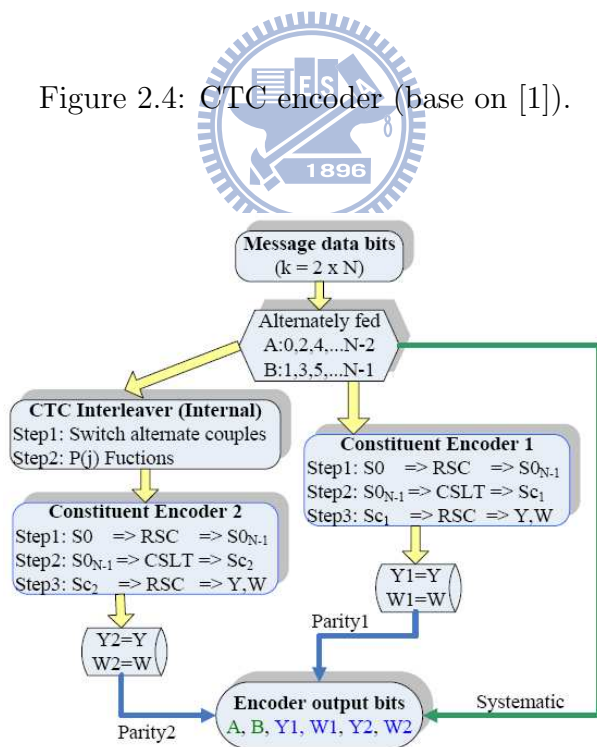 Figure 2.4: CTC encoder (base on [1]).
E S A
1896
Message data bits
(k = 2 x N)
Alternately fed
A:0,2,4,...N-2
B:1,3,5,...N-1
CTC Interleaver (Internal)
Step1: Switch alternate couples
Step2: P(j) Fuctions
Constituent Encoder 1
Step1: S0 => RSC => S0N-1
Step2: S0N-1 => CSLT => Sc1
Step3: Sc1 => RSC => Y,W
Constituent Encoder 2
Step1: S0 => RSC => S0N-1
Step2: S0N-1 => CSLT => Sc2
Step3: Sc2 => RSC => Y,W
Y1=Y
W1=W
Y2=Y
W2=W
Parity1
Parity2
Systematic
Encoder output bits
A, B, Y1, W1, Y2, W2